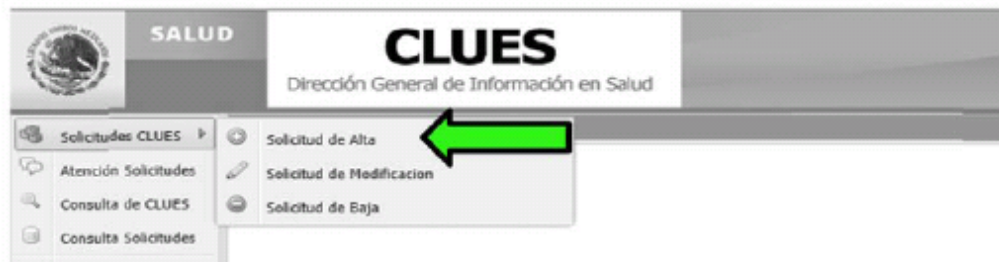 SALUD
CLUES
Dirección General de Información en Salud
Solicitudes CLUES
Solicitud de Alta
Atención Solicitudes
Solicitud de Modificacion
Consulta de CLUES
Solicitud de Baja
Consulta Solicitudes